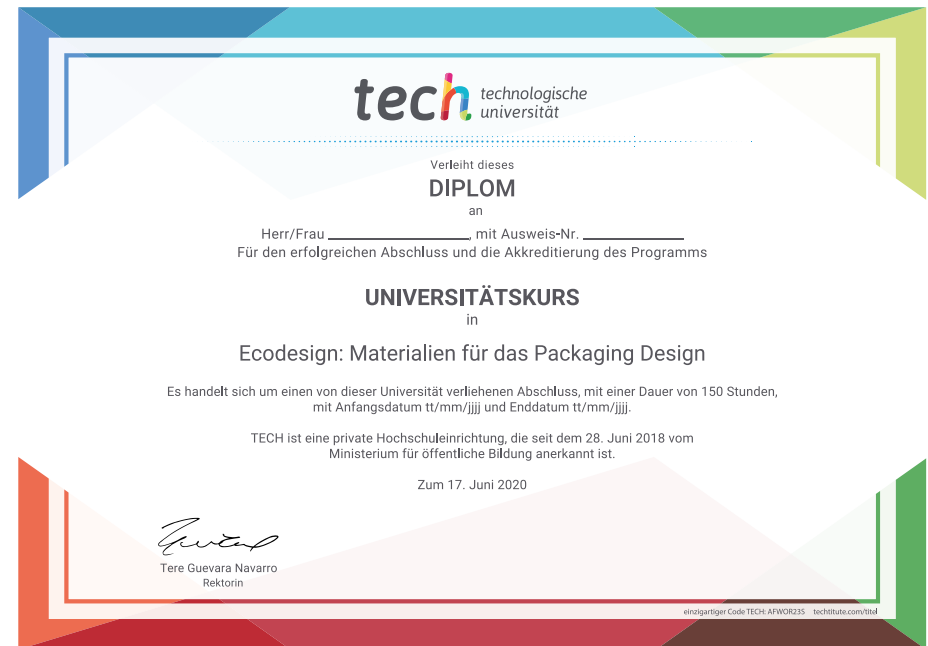 tech technologische
universität
Verleiht dieses
DIPLOM
an
Herr/Frau ____________________, mit Ausweis-Nr. ______________
Für den erfolgreichen Abschluss und die Akkreditierung des Programms
UNIVERSITÄTSKURS
in
Ecodesign: Materialien für das Packaging Design
Es handelt sich um einen von dieser Universität verliehenen Abschluss, mit einer Dauer von 150 Stunden,
mit Anfangsdatum tt/mm/jjjj und Enddatum tt/mm/jjjj.
TECH ist eine private Hochschuleinrichtung, die seit dem 28. Juni 2018 vom
Ministerium für öffentliche Bildung anerkannt ist.
Zum 17. Juni 2020
Tere Guevara Navarro
Rektorin
einzigartiger Code TECH: AFWOR23S techtitute.com/titel